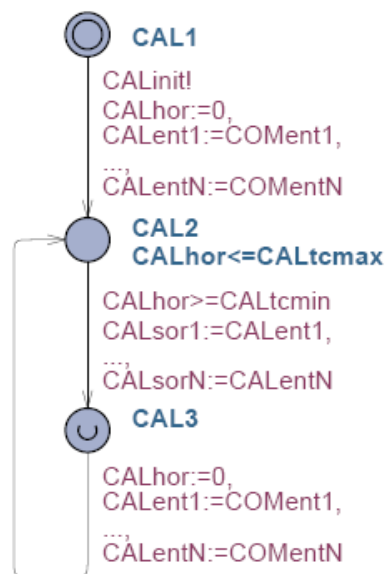 CAL1
CALinit!
CALhor:=0,
CALent1:=COMent1,
...,
CALentN:=COMentN
CAL2
CALhor<=CALtcmax
CALhor>=CALtcmin
CALsor1:=CALent1,
...,
CALsorN:=CALentN
CAL3
CALhor:=0,
CALent1:=COMent1,
...,
CALentN:=COMentN